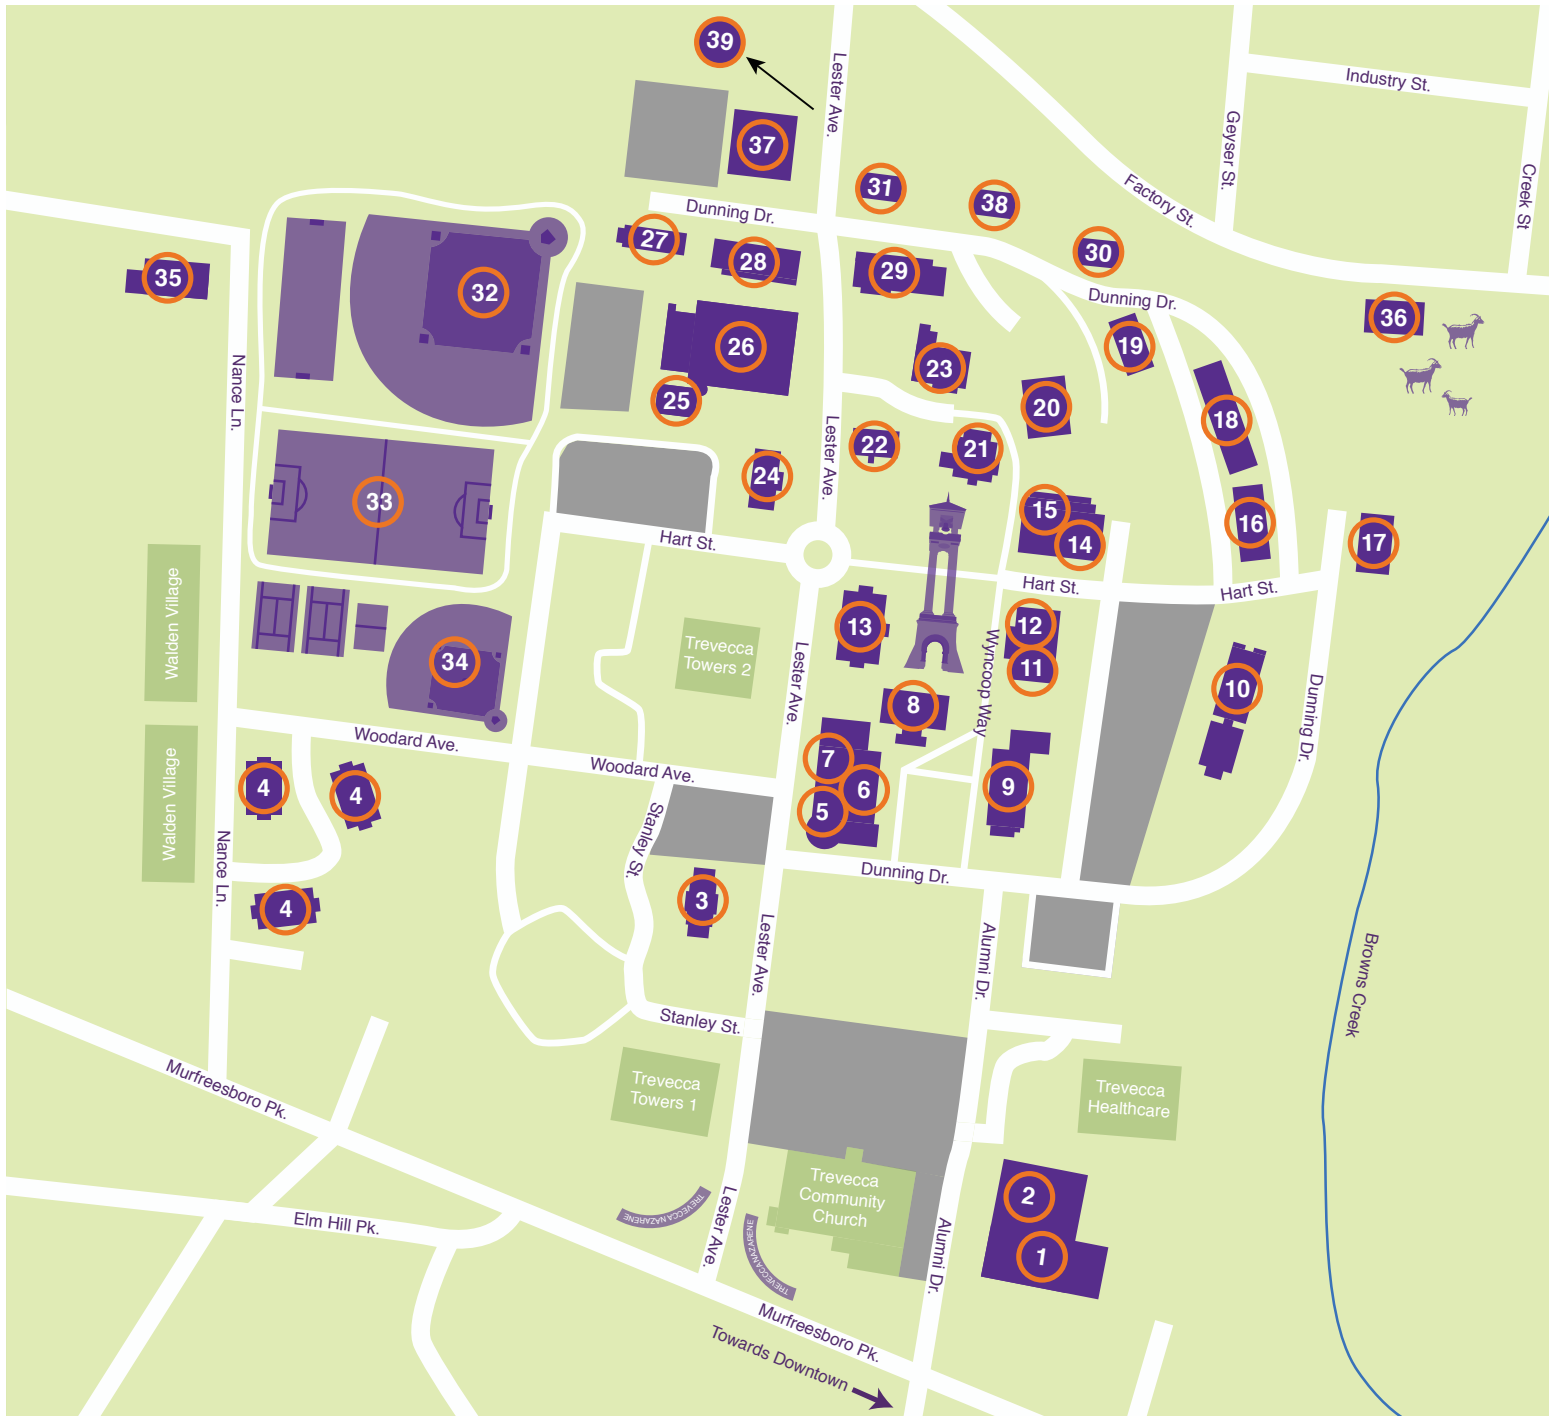 39
Lester Ave.
Industry St.
Geyser St.
37
Factory St.
Creek St
31
38
Dunning Dr.
27
28
29
30
35
32
Dunning Dr.
36
26
19
23
Nance Ln.
25
20
18
22
21
Lester Ave.
24
33
15
16
14
17
Hart St.
Hart St.
Hart St.
Walden Village
13
12
Trevecca
Towers 2
34
11
Wyncoop Way
Lester Ave.
10
8
Dunning Dr.
Woodard Ave.
Woodard Ave.
7
4
4
6
9
5
Walden Village
Stanley St.
Nance Ln.
Dunning Dr.
3
4
Lester Ave.
Alumni Dr.
Browns Creek
Stanley St.
Murfreesboro Pk.
Trevecca
Towers 1
Trevecca
Healthcare
Trevecca
Community
Church
2
TREVECCA NAZARENE
Elm Hill Pk.
Lester Ave.
TREVECCA NAZARENE
Alumni Dr.
1
Murfreesboro Pk.
Towards Downtown